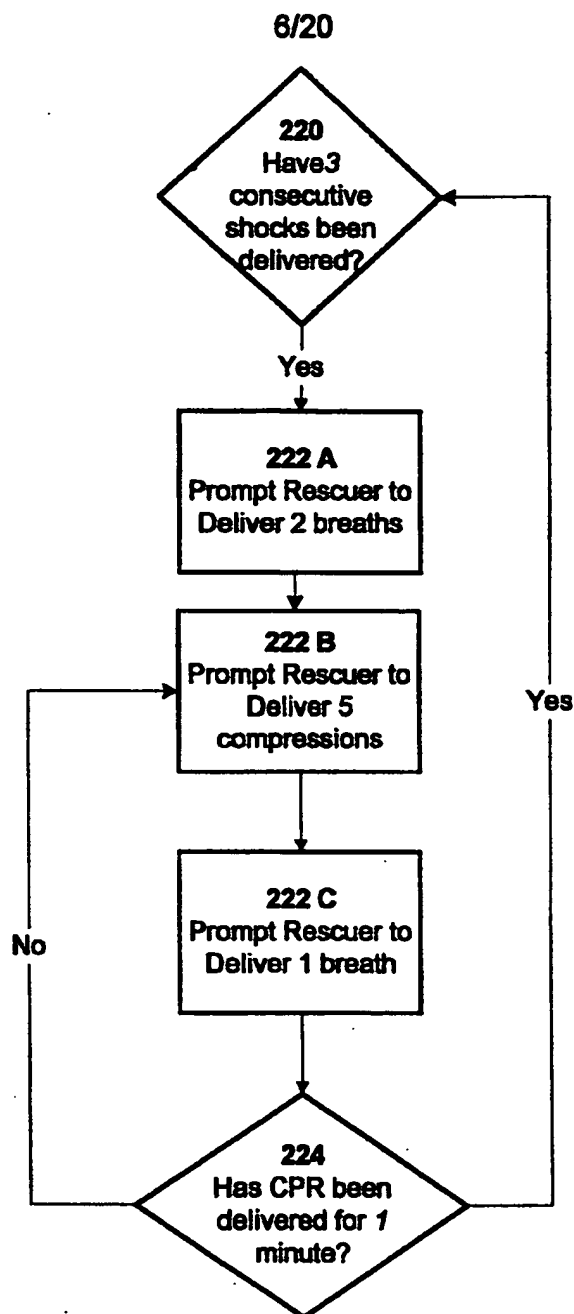 6/20
220
Have3
consecutive
shocks been
delivered?
Yes
222 A
Prompt Rescuer to
Deliver 2 breaths
222 B
Prompt Rescuer to
Deliver 5
compressions
Yes
222 C
Prompt Rescuer to
Deliver 1 breath
No
224
Has CPR been
delivered for 1
minute?